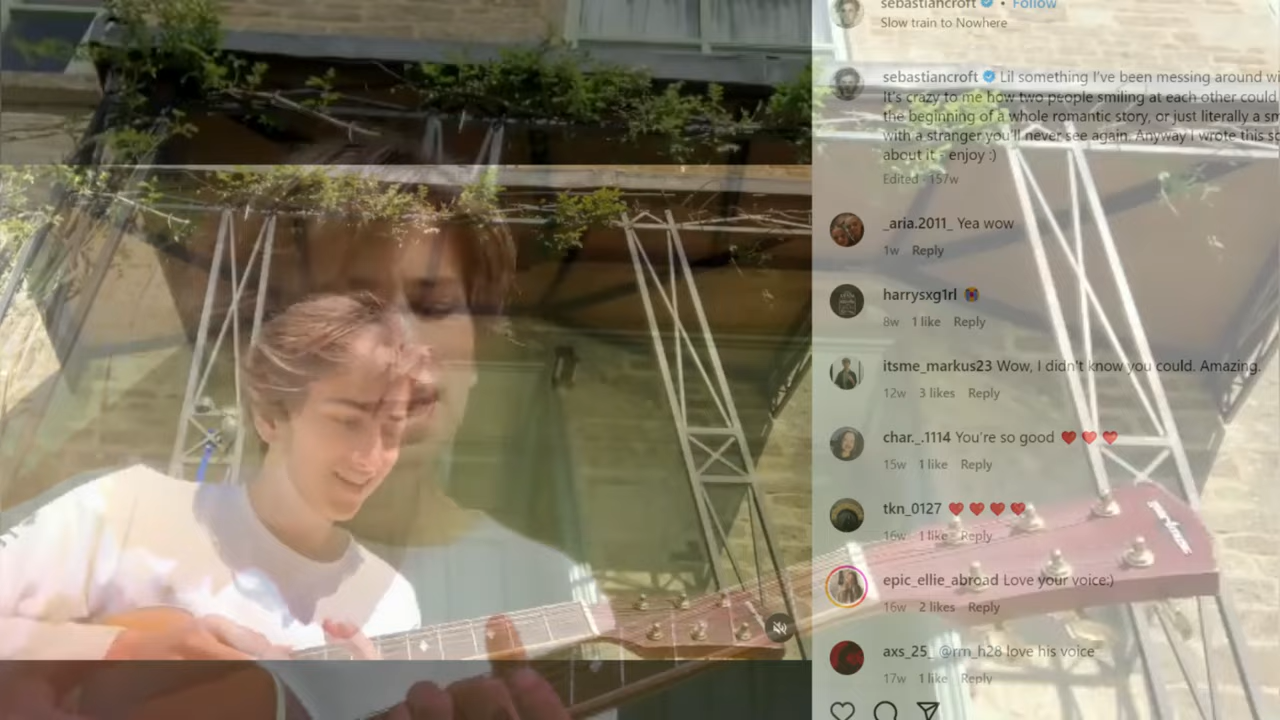 sebastiancroft • Follow
Slow train to Nowhere
sebastiancroft Lil something I've been messing around wi
It's crazy to me how two people smiling at each other could
the beginning of a whole romantic story, or just literally a sm
with a stranger you'll never see again. Anyway I wrote this so
about it - enjoy :)
Edited · 157w
_aria.2011_ Yea wow
1w Reply
harrysxg1rl
8w 1 like Reply
itsme_markus23 Wow, I didn't know you could. Amazing.
12w 3 likes Reply
char._.1114 You're so good ❤️❤️❤️
15w 1 like Reply
tkn_0127 ❤️❤️❤️❤️
16w 1 like Reply
epic_ellie_abroad Love your voice:)
16w 2 likes Reply
axs_25_ @rm_h28 love his voice
17w 1 like Reply